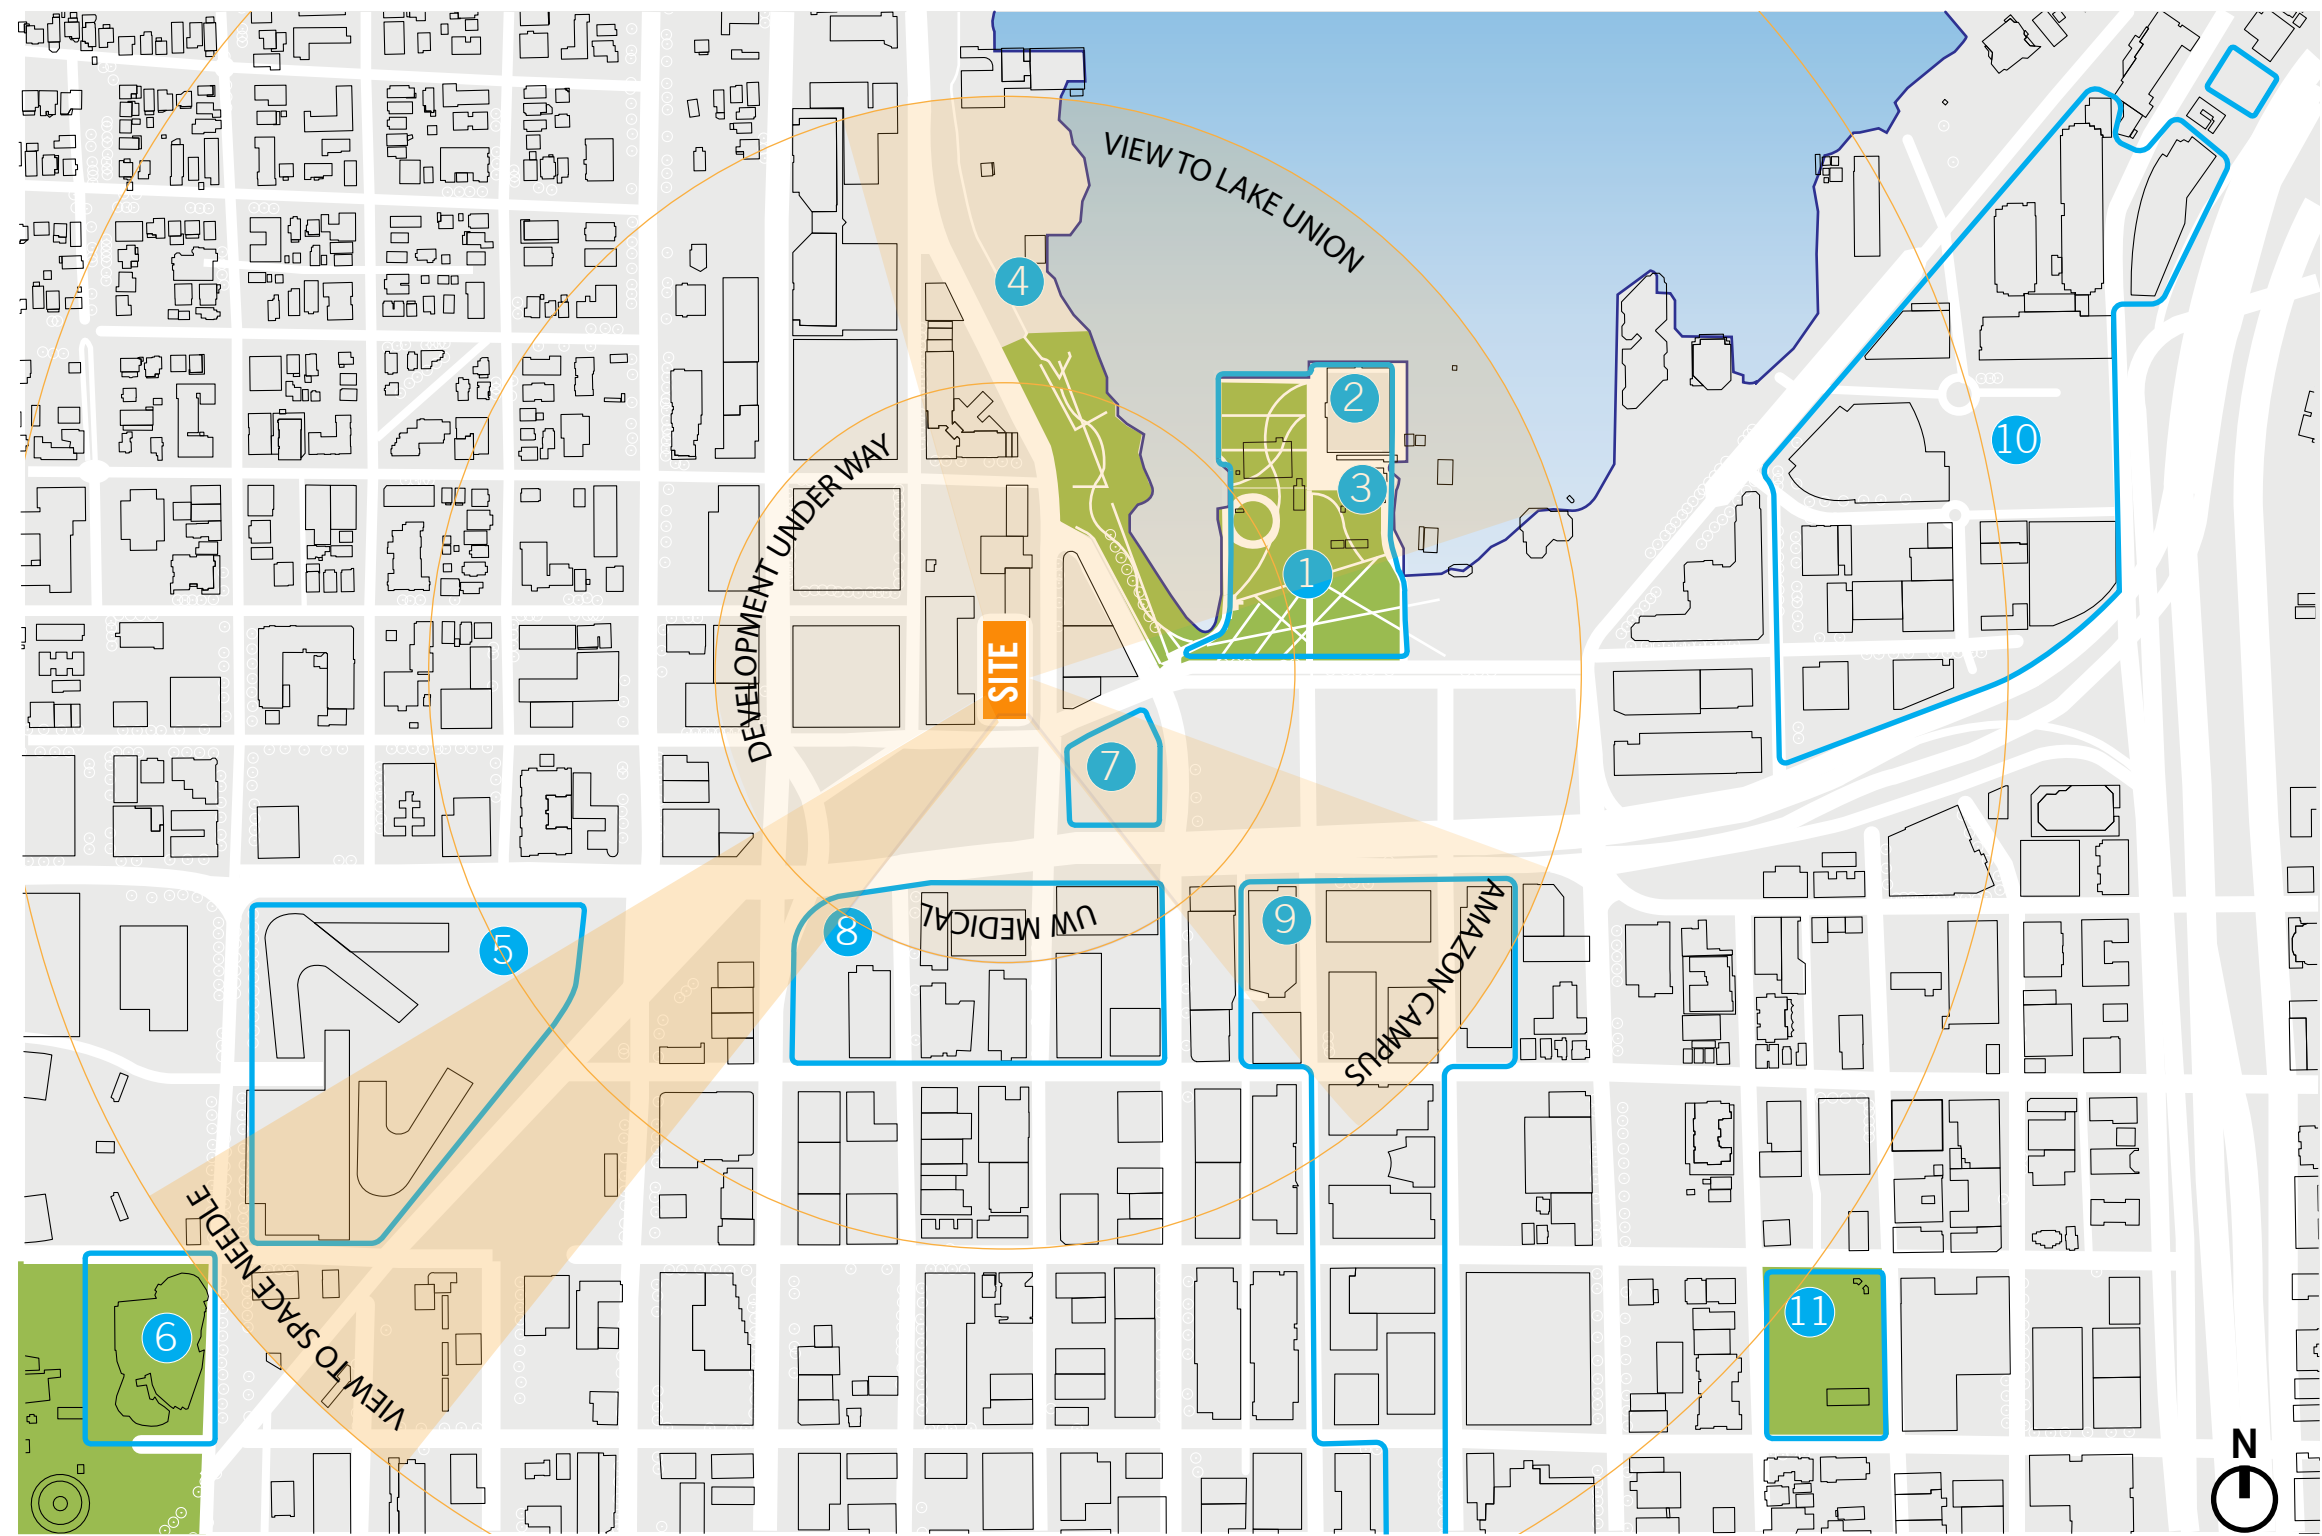 VIEW TO LAKE UNION
4
2
DEVELOPMENT UNDER WAY
3
10
1
SITE
7
5
8
UW MEDICAL
9
AMAZON CAMPUS
VIEW TO SPACE NEEDLE
6
11
N